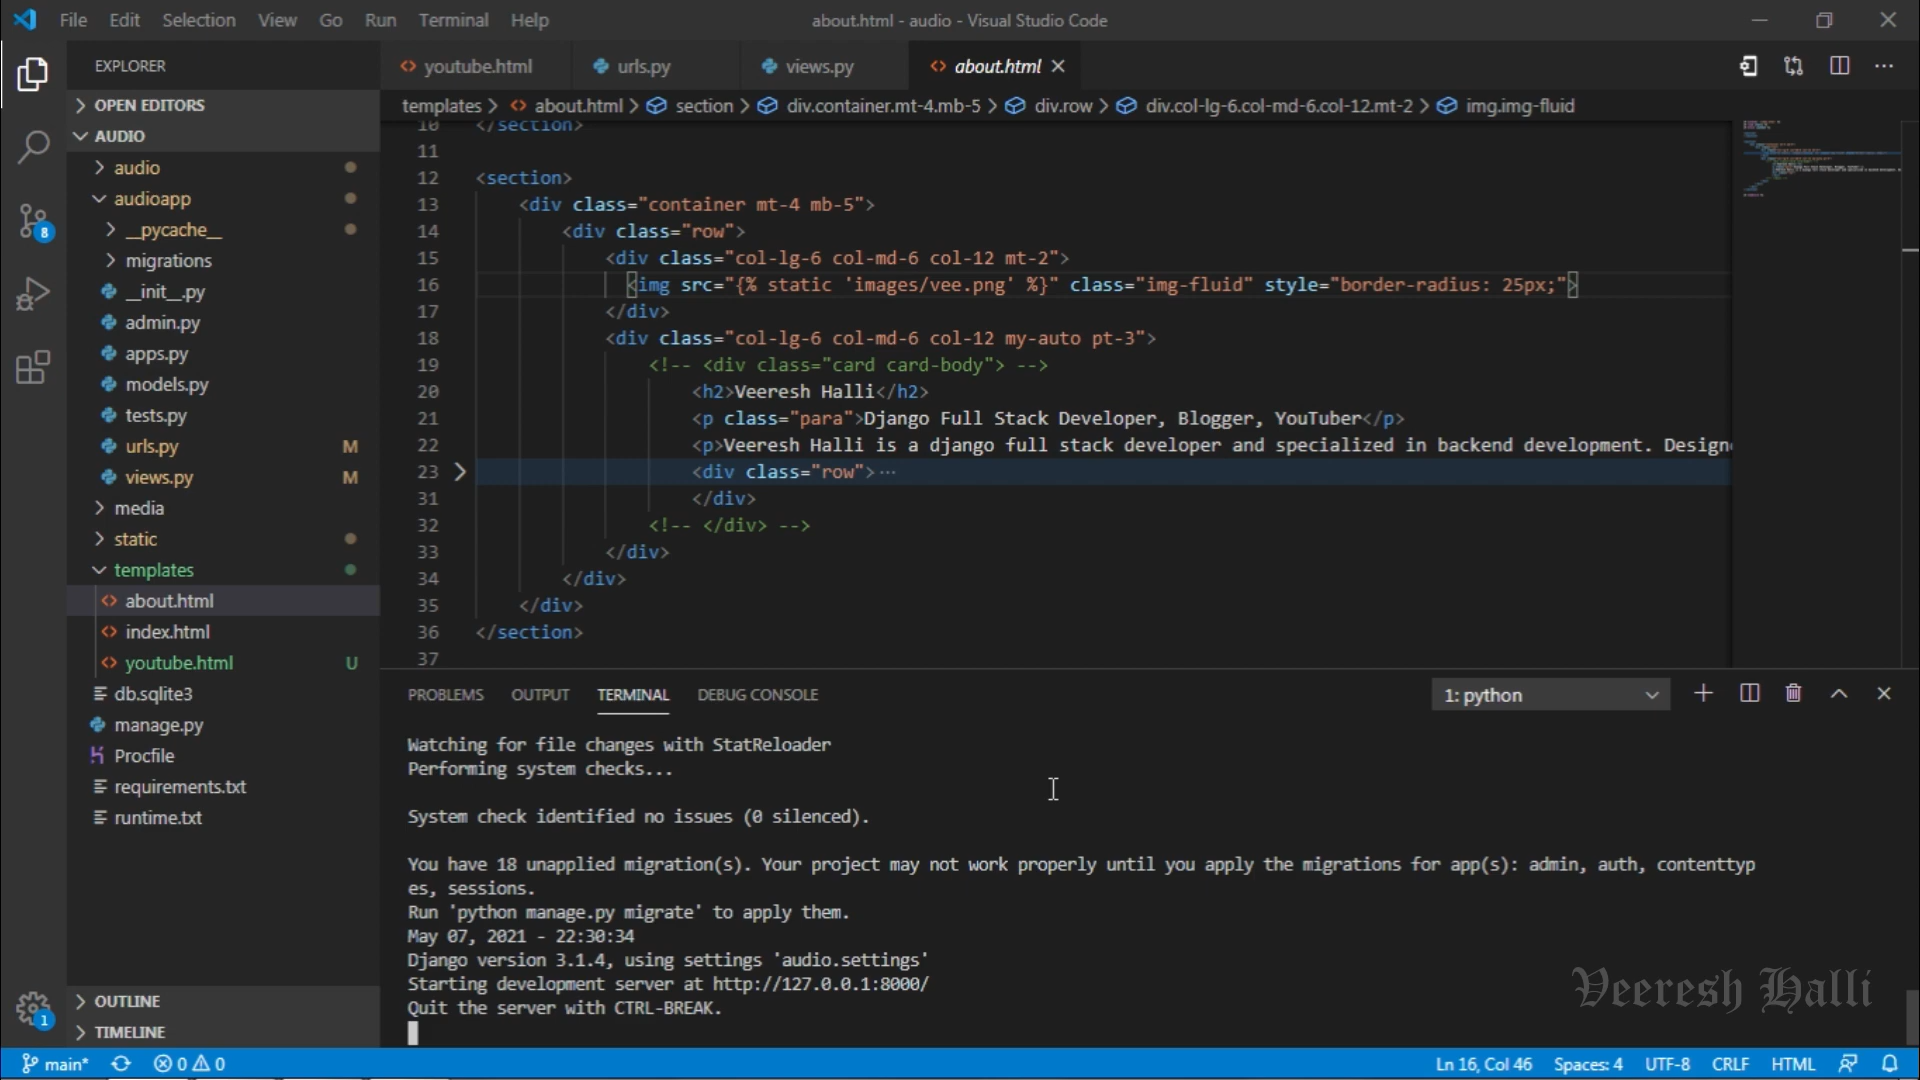 File Edit Selection View Go Run Terminal Help
about.html - audio - Visual Studio Code
EXPLORER
youtube.html
urls.py
views.py
about.html
OPEN EDITORS
templates > about.html > section > div.container.mt-4.mb-5 > div.row > div.col-lg-6.col-md-6.col-12.mt-2 > img.img-fluid
AUDIO
audio
audioapp
__pycache__
migrations
__init__.py
admin.py
apps.py
models.py
tests.py
urls.py M
views.py M
media
static
templates
about.html
index.html
youtube.html U
db.sqlite3
manage.py
Procfile
requirements.txt
runtime.txt
OUTLINE
TIMELINE
8
1
10 </section>
11
12 <section>
13 <div class="container mt-4 mb-5">
14 <div class="row">
15 <div class="col-lg-6 col-md-6 col-12 mt-2">
16 <img src="{% static 'images/vee.png' %}" class="img-fluid" style="border-radius: 25px;">
17 </div>
18 <div class="col-lg-6 col-md-6 col-12 my-auto pt-3">
19 <!-- <div class="card card-body"> -->
20 <h2>Veeresh Halli</h2>
21 <p class="para">Django Full Stack Developer, Blogger, YouTuber</p>
22 <p>Veeresh Halli is a django full stack developer and specialized in backend development. Design
23 <div class="row"> ...
31 </div>
32 <!-- </div> -->
33 </div>
34 </div>
35 </div>
36 </section>
37
PROBLEMS OUTPUT TERMINAL DEBUG CONSOLE
1: python
Watching for file changes with StatReloader
Performing system checks...
System check identified no issues (0 silenced).
You have 18 unapplied migration(s). Your project may not work properly until you apply the migrations for app(s): admin, auth, contenttyp
es, sessions.
Run 'python manage.py migrate' to apply them.
May 07, 2021 - 22:30:34
Django version 3.1.4, using settings 'audio.settings'
Starting development server at http://127.0.0.1:8000/
Quit the server with CTRL-BREAK.
Veeresh Halli
main* 0 0
Ln 16, Col 46 Spaces: 4 UTF-8 CRLF HTML